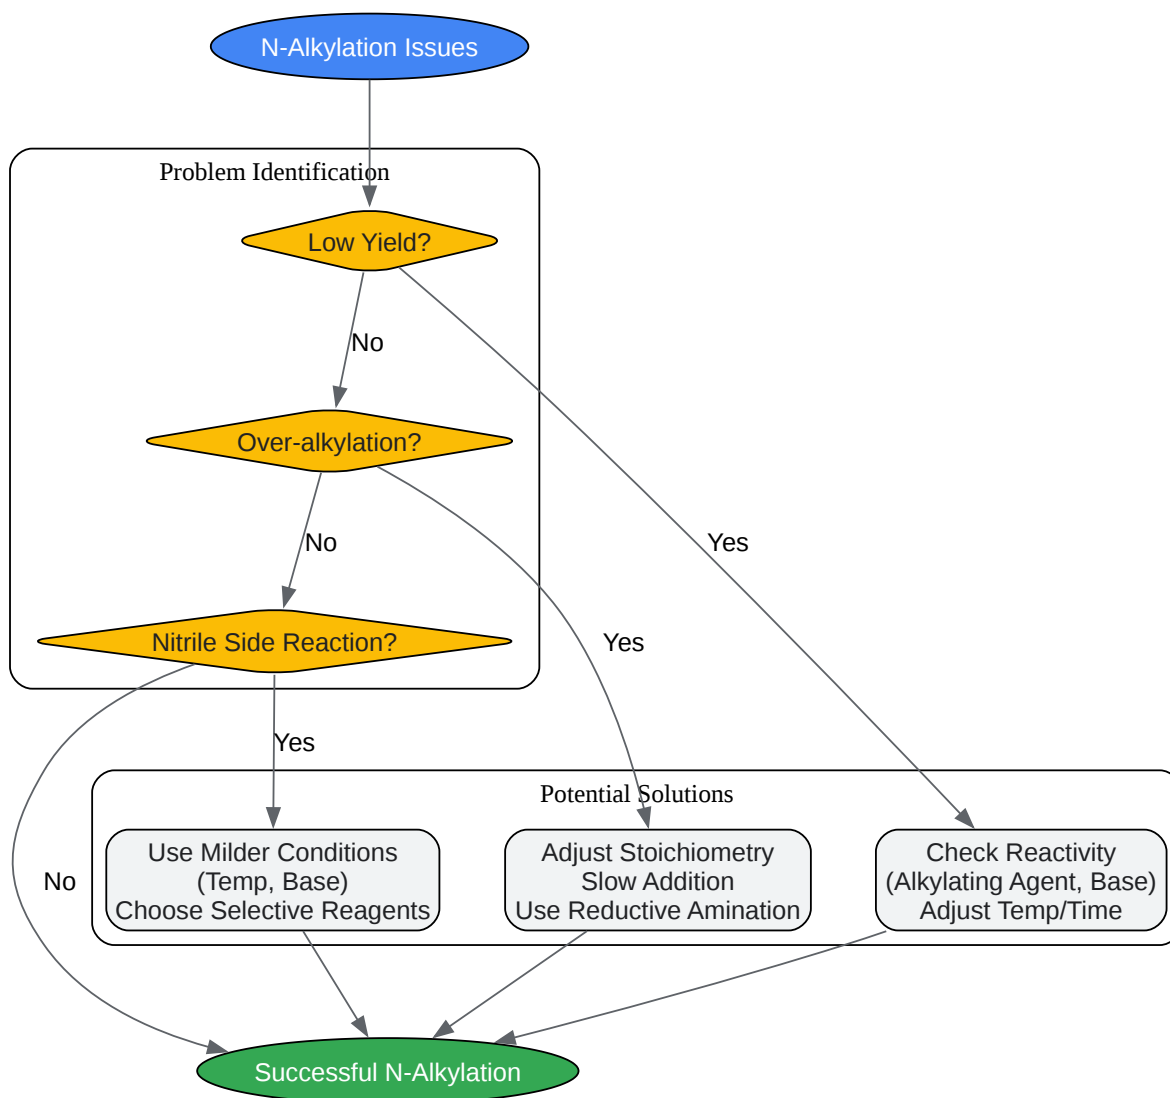 N-Alkylation Issues
Problem Identification
Low Yield?
No
Over-alkylation?
No
Yes
Nitrile Side Reaction?
Yes
Yes
Potential Solutions
Use Milder Conditions
(Temp, Base)
Choose Selective Reagents
Adjust Stoichiometry
Slow Addition
Use Reductive Amination
Check Reactivity
(Alkylating Agent, Base)
Adjust Temp/Time
No
Successful N-Alkylation